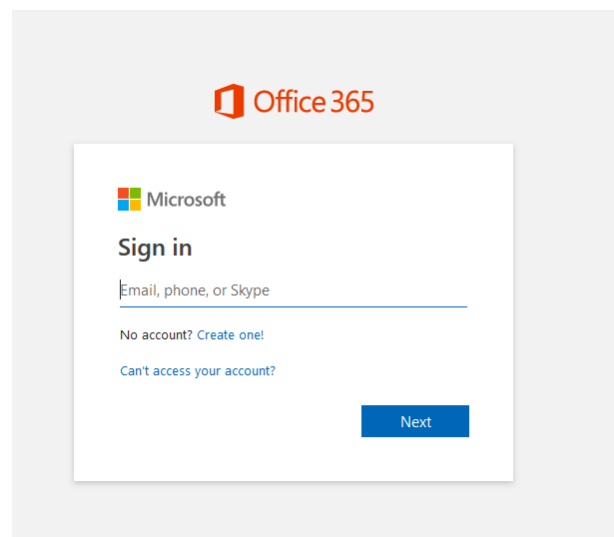 Office 365
Microsoft
Sign in
Email, phone, or Skype
No account? Create one!
Can't access your account?
Next